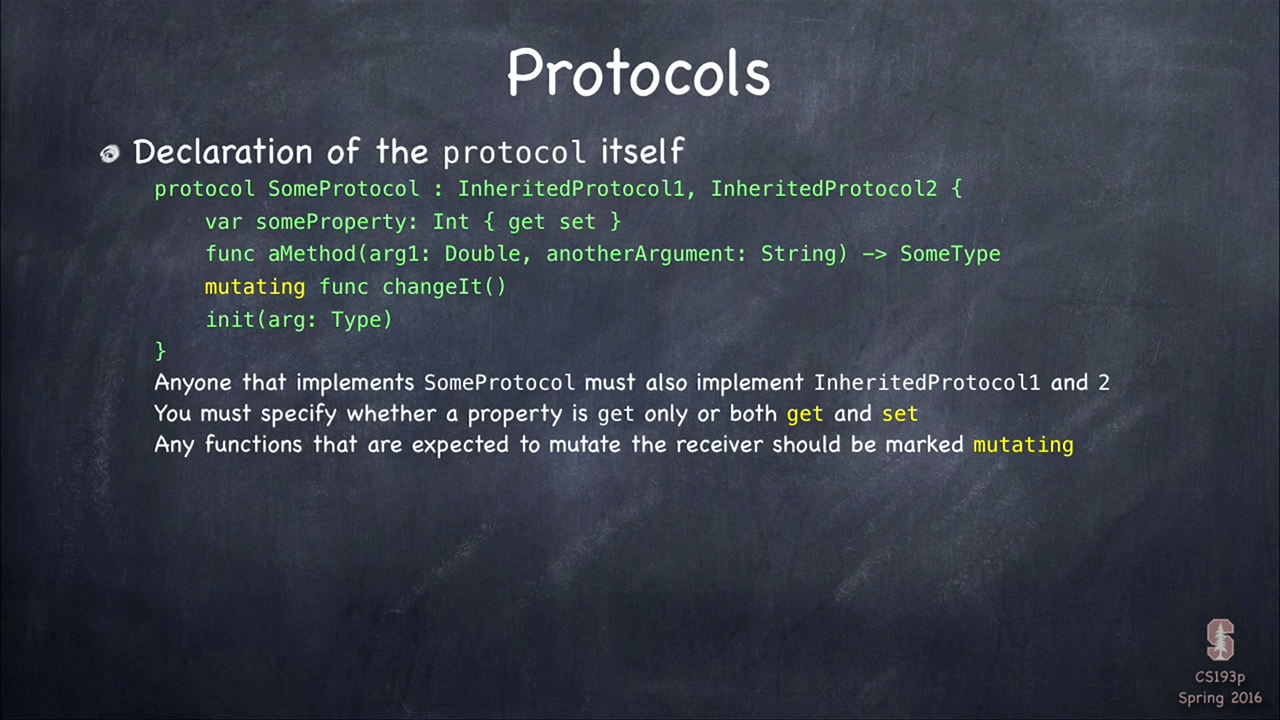 Protocols
Declaration of the protocol itself
protocol SomeProtocol : InheritedProtocol1, InheritedProtocol2 {
var someProperty: Int { get set }
func aMethod(arg1: Double, anotherArgument: String) -> SomeType
mutating func changeIt()
init(arg: Type)
}
Anyone that implements SomeProtocol must also implement InheritedProtocol1 and 2
You must specify whether a property is get only or both get and set
Any functions that are expected to mutate the receiver should be marked mutating
S
CS193p
Spring 2016